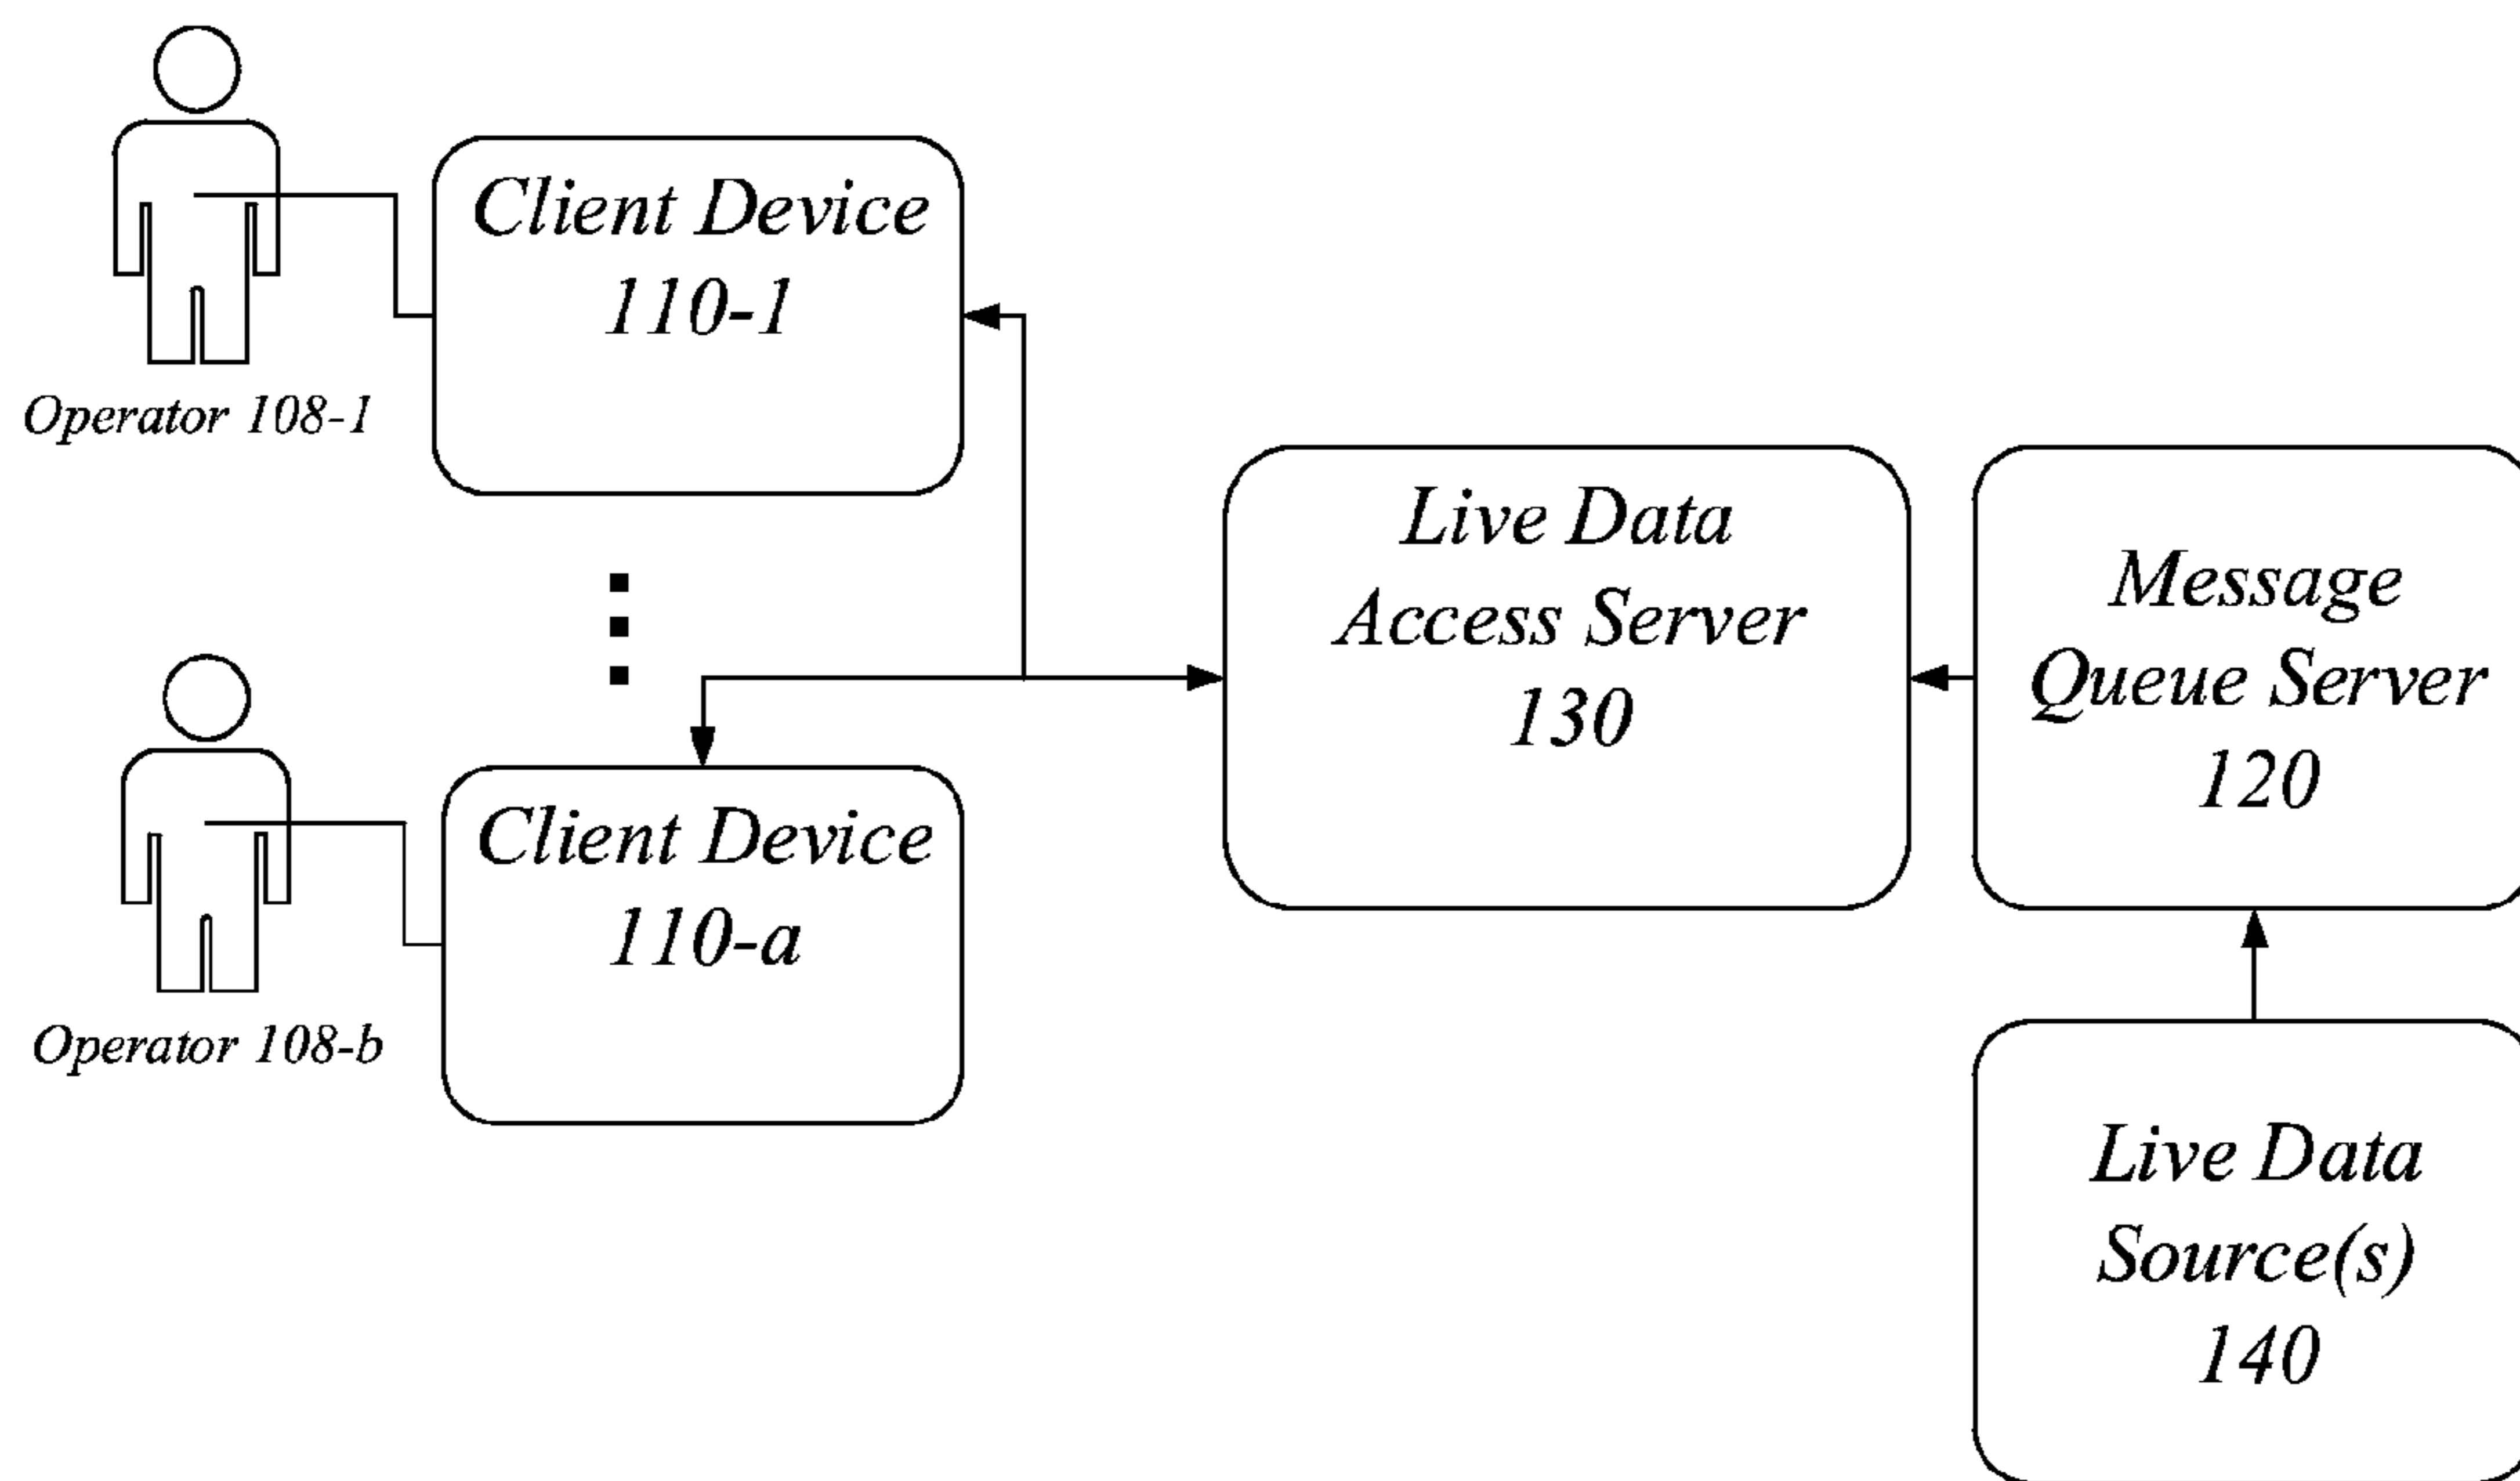 Client Device
110-1
Operator 108-1
Live Data
Access Server
130
Message
Queue Server
120
Client Device
110-a
Operator 108-b
Live Data
Source(s)
140